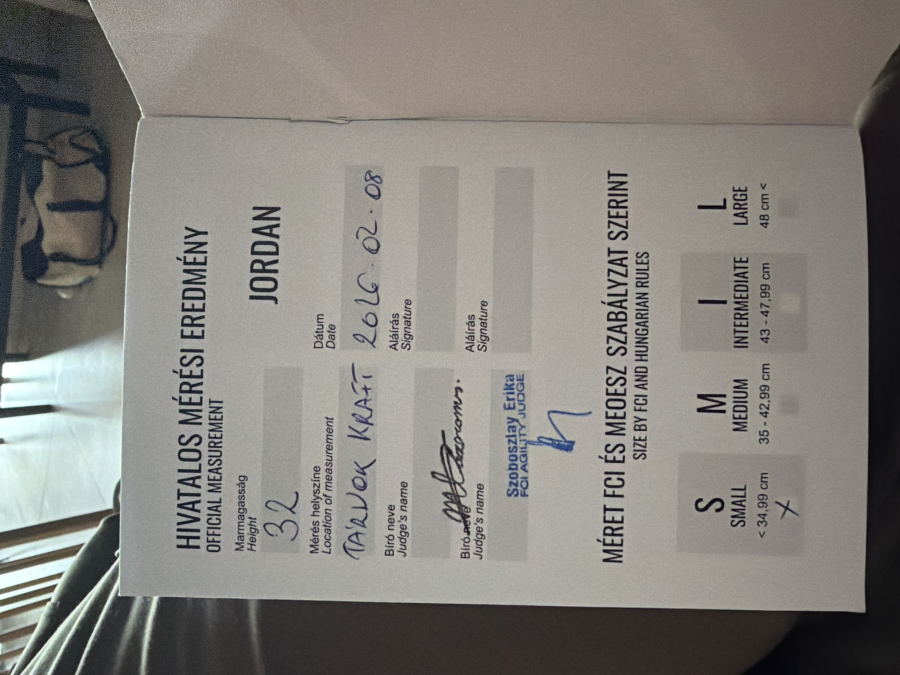 HIVATALOS MÉRÉSI EREDMÉNY
OFFICIAL MEASUREMENT
Marmagasság
Height
JORDAN
32
Mérés helyszíne
Location of measurement
Dátum
Date
TÁRNOK KRAFT 2026.02.08
Bíró neve
Judge's name
Aláírás
Signature
Bíró neve
Judge's name
Aláírás
Signature
Szoboszlay Erika
FCI AGILITY JUDGE
MÉRET FCI ÉS MEOESZ SZABÁLYZAT SZERINT
SIZE BY FCI AND HUNGARIAN RULES
S M I L
SMALL MEDIUM INTERMEDIATE LARGE
< 34,99 cm 35 - 42,99 cm 43 - 47,99 cm 48 cm <
X